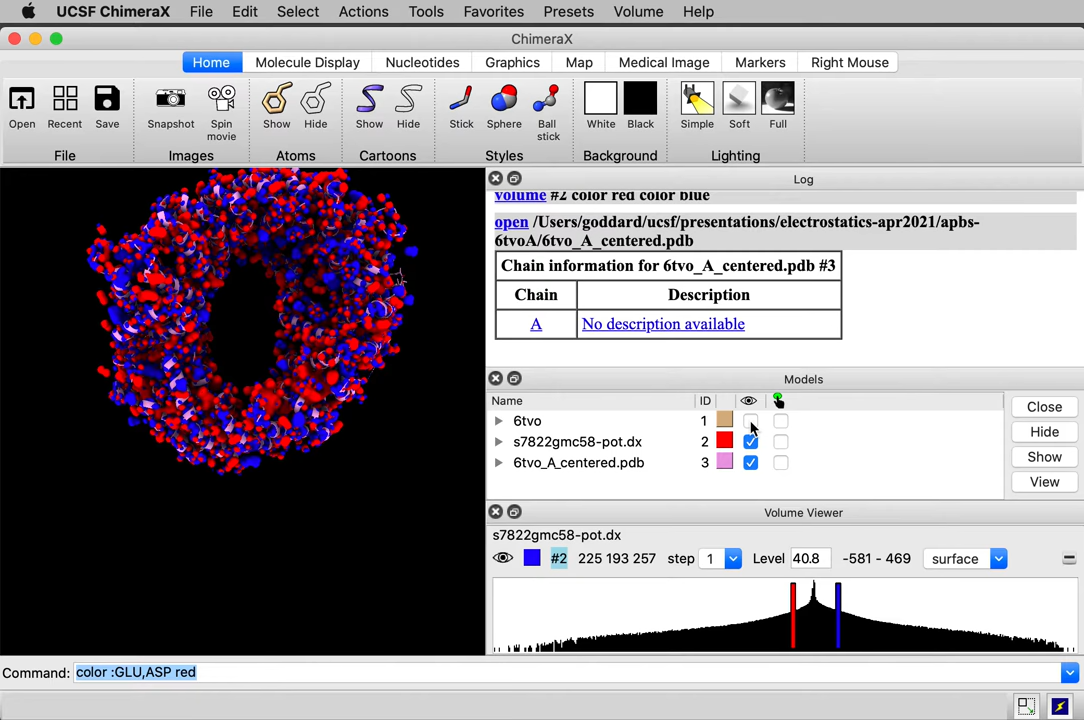 UCSF ChimeraX File Edit Select Actions Tools Favorites Presets Volume Help
ChimeraX
Home Molecule Display Nucleotides Graphics Map Medical Image Markers Right Mouse
Open Recent Save Snapshot Spin movie Show Hide Show Hide Stick Sphere Ball stick White Black Simple Soft Full
File Images Atoms Cartoons Styles Background Lighting
Log
volume #2 color red color blue
open /Users/goddard/ucsf/presentations/electrostatics-apr2021/apbs-
6tvoA/6tvo_A_centered.pdb
Chain information for 6tvo_A_centered.pdb #3
Chain Description
A No description available
Models
Name ID Close
6tvo 1
Hide
s7822gmc58-pot.dx 2
Show
6tvo_A_centered.pdb 3
View
Volume Viewer
s7822gmc58-pot.dx
#2 225 193 257 step 1 Level 40.8 -581 - 469 surface
Command: color :GLU,ASP red